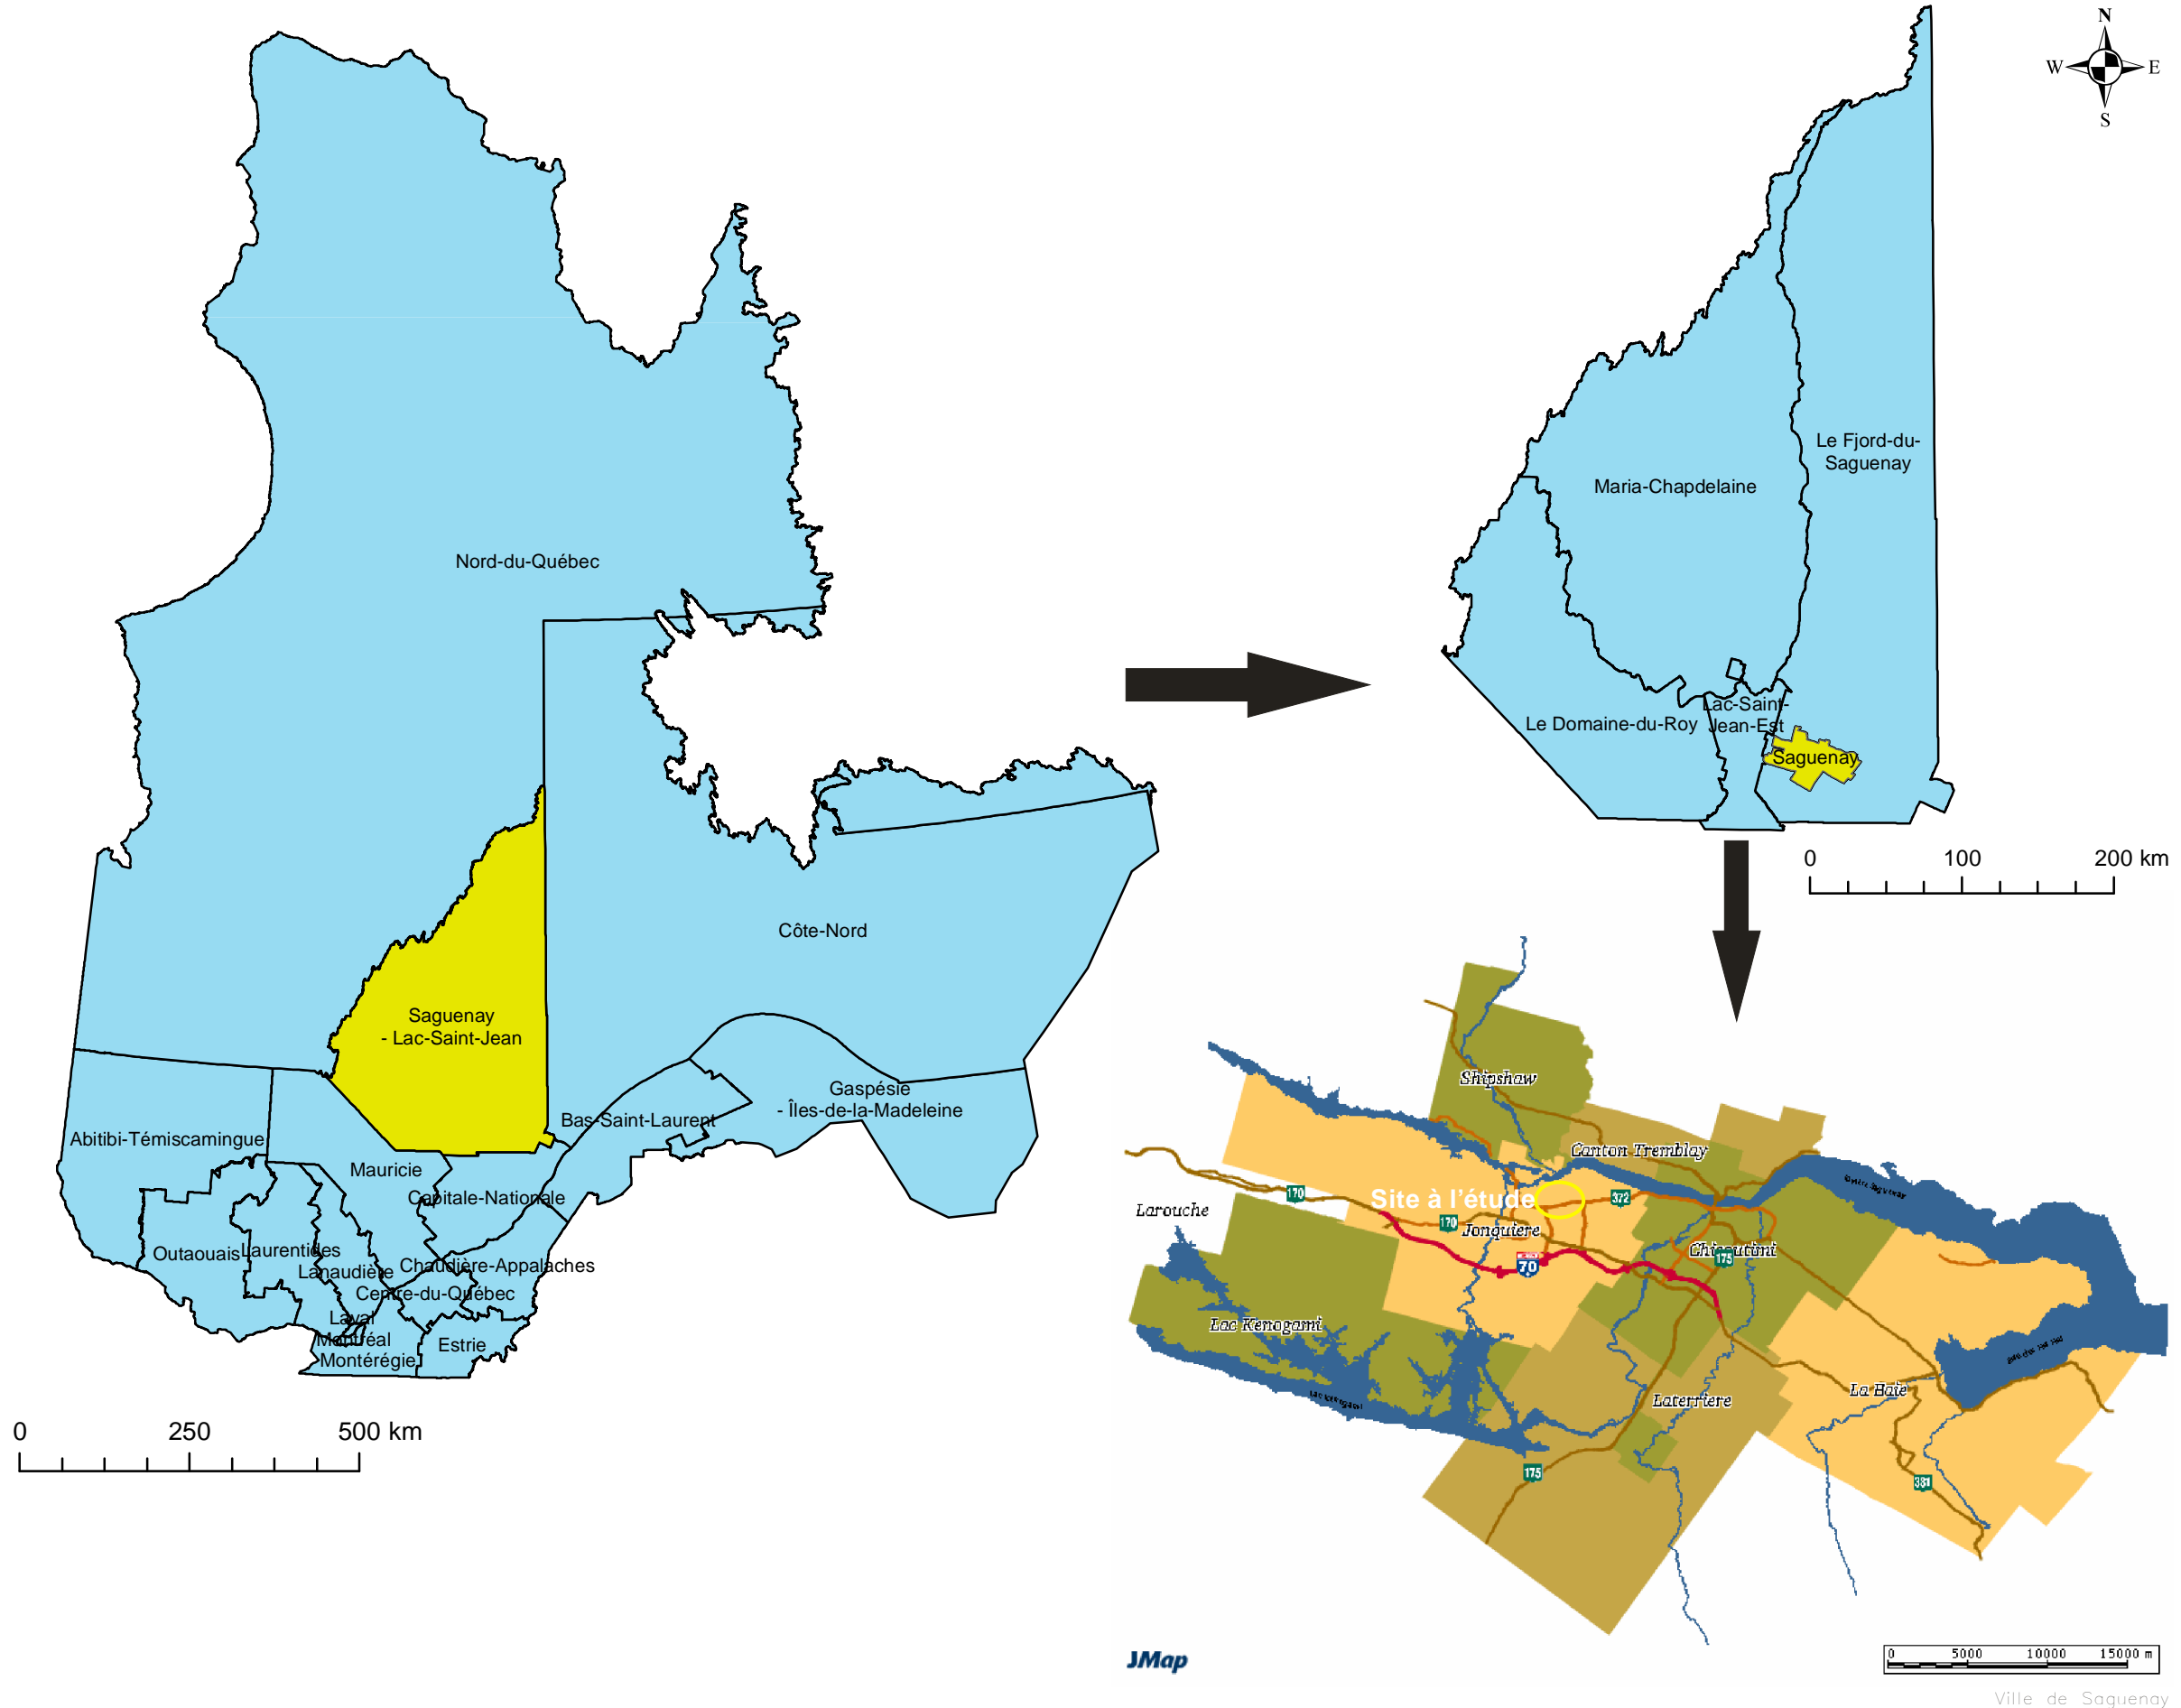 Nord-du-Québec
Côte-Nord
Saguenay
- Lac-Saint-Jean
Gaspésie
- Îles-de-la-Madeleine
Bas-Saint-Laurent
Abitibi-Témiscamingue
Mauricie
Capitale-Nationale
Outaouais
Laurentides
Lanaudière
Chaudière-Appalaches
Centre-du-Québec
Laval
Montréal
Montérégie
Estrie
0 250 500 km
N
W E
S
Le Fjord-du-
Saguenay
Maria-Chapdelaine
Le Domaine-du-Roy
Lac-Saint-
Jean-Est
Saguenay
0 100 200 km
Shipshaw
Canton Tremblay
Site à l'étude
170
372
Larouche
170
Jonquiere
Chicoutimi
175
70
Lac Kenogami
Laterriere
La Baie
175
381
JMap
0 5000 10000 15000 m
Ville de Saguenay